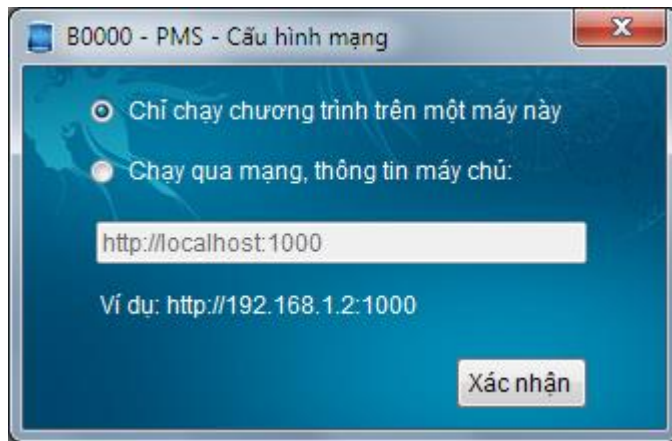 B0000 - PMS - Cấu hình mạng
Chỉ chạy chương trình trên một máy này
Chạy qua mạng, thông tin máy chủ:
http://localhost:1000
Ví dụ: http://192.168.1.2:1000
Xác nhận